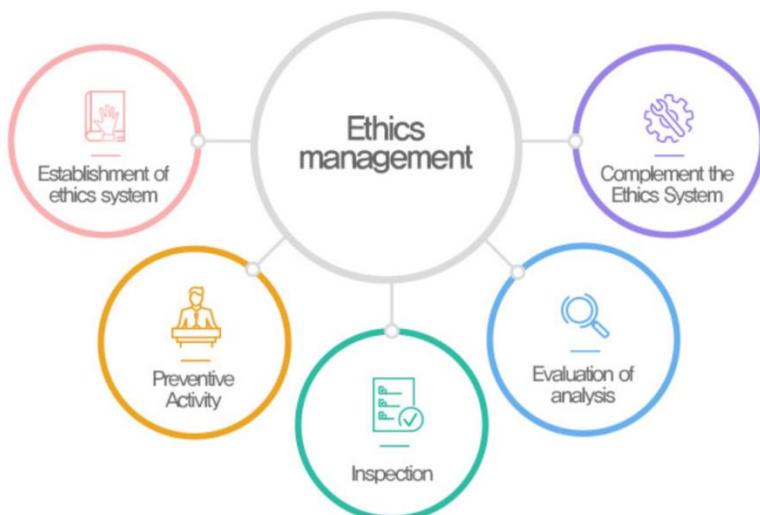 Ethics
management
Establishment of
ethics system
Preventive
Activity
Inspection
Evaluation of
analysis
Complement the
Ethics System